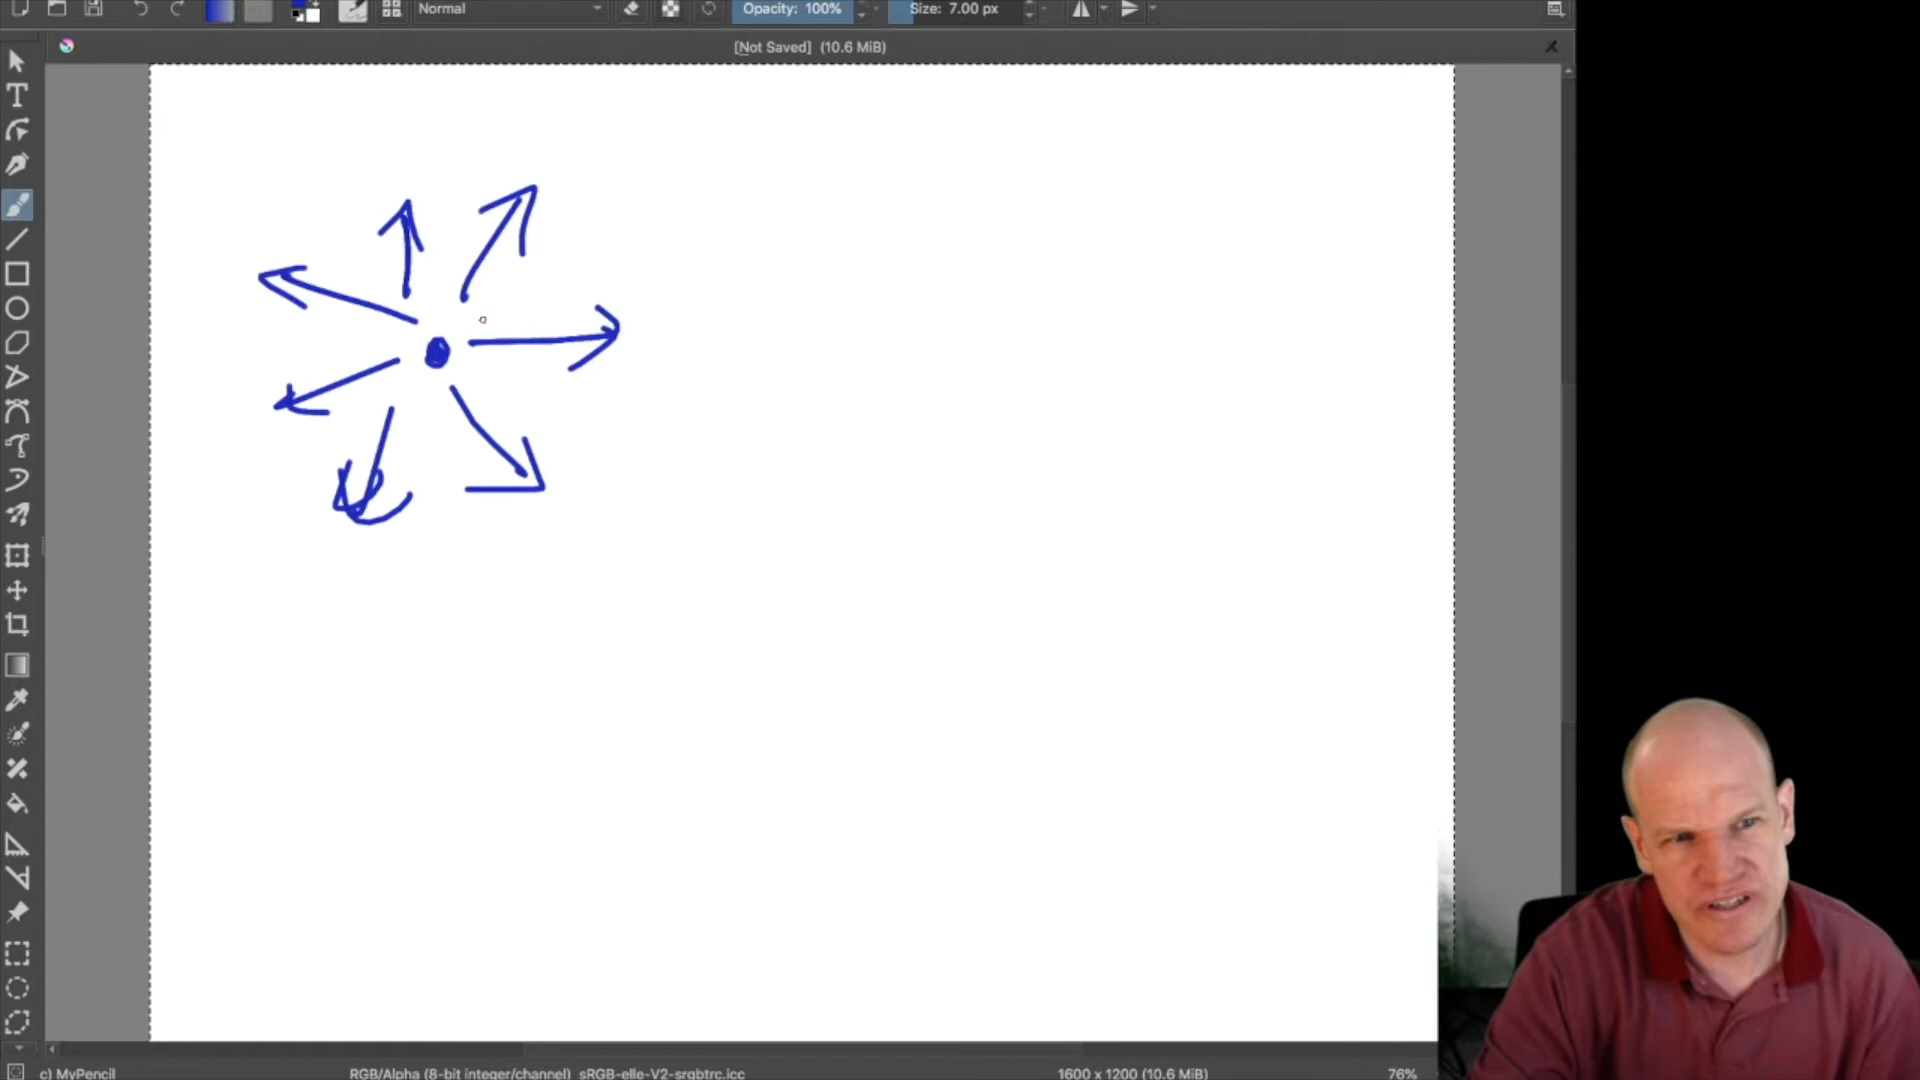 Normal
Opacity: 100%
Size: 7.00 px
[Not Saved] (10.6 MiB)
c) MyPencil
RGB/Alpha (8-bit integer/channel) sRGB-elle-V2-srgbtrc.icc
1600 x 1200 (10.6 MiB)
76%